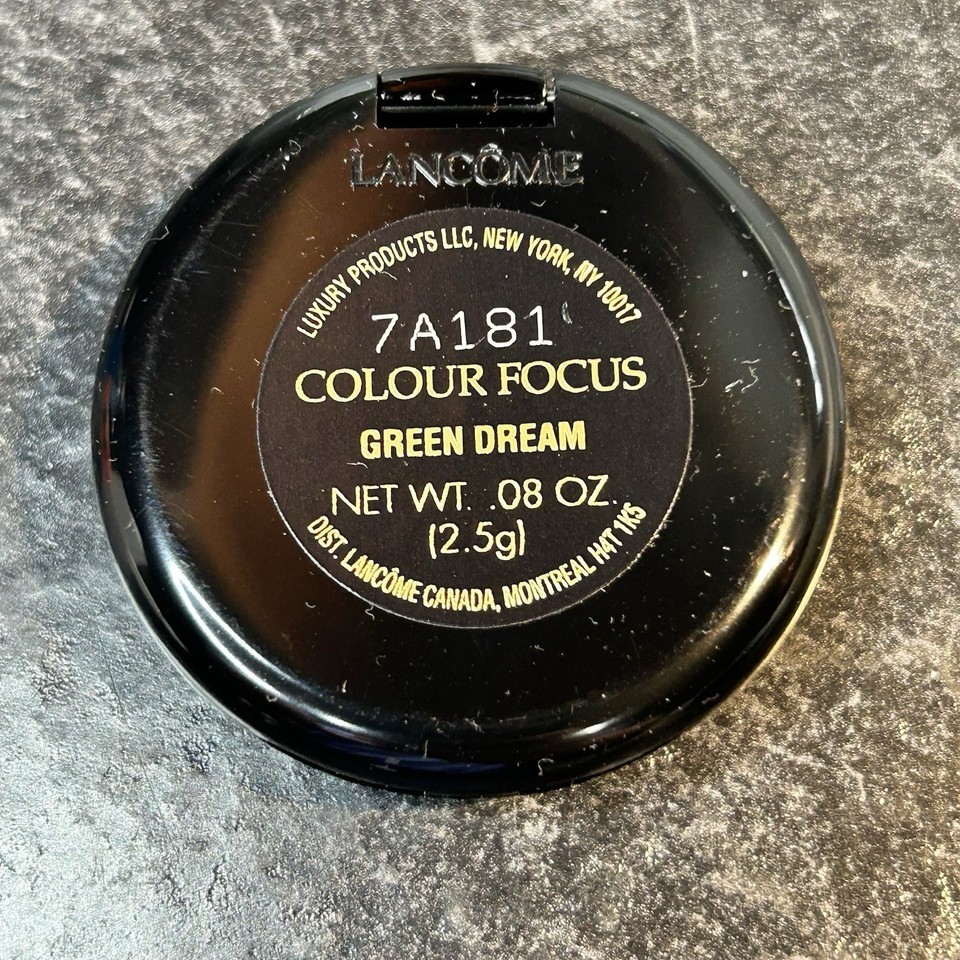 LANCÔME
LUXURY PRODUCTS LLC, NEW YORK, NY 10017
7A181
COLOUR FOCUS
GREEN DREAM
NET WT. .08 OZ.
(2.5g)
DIST. LANCÔME CANADA, MONTREAL H4T 1K5